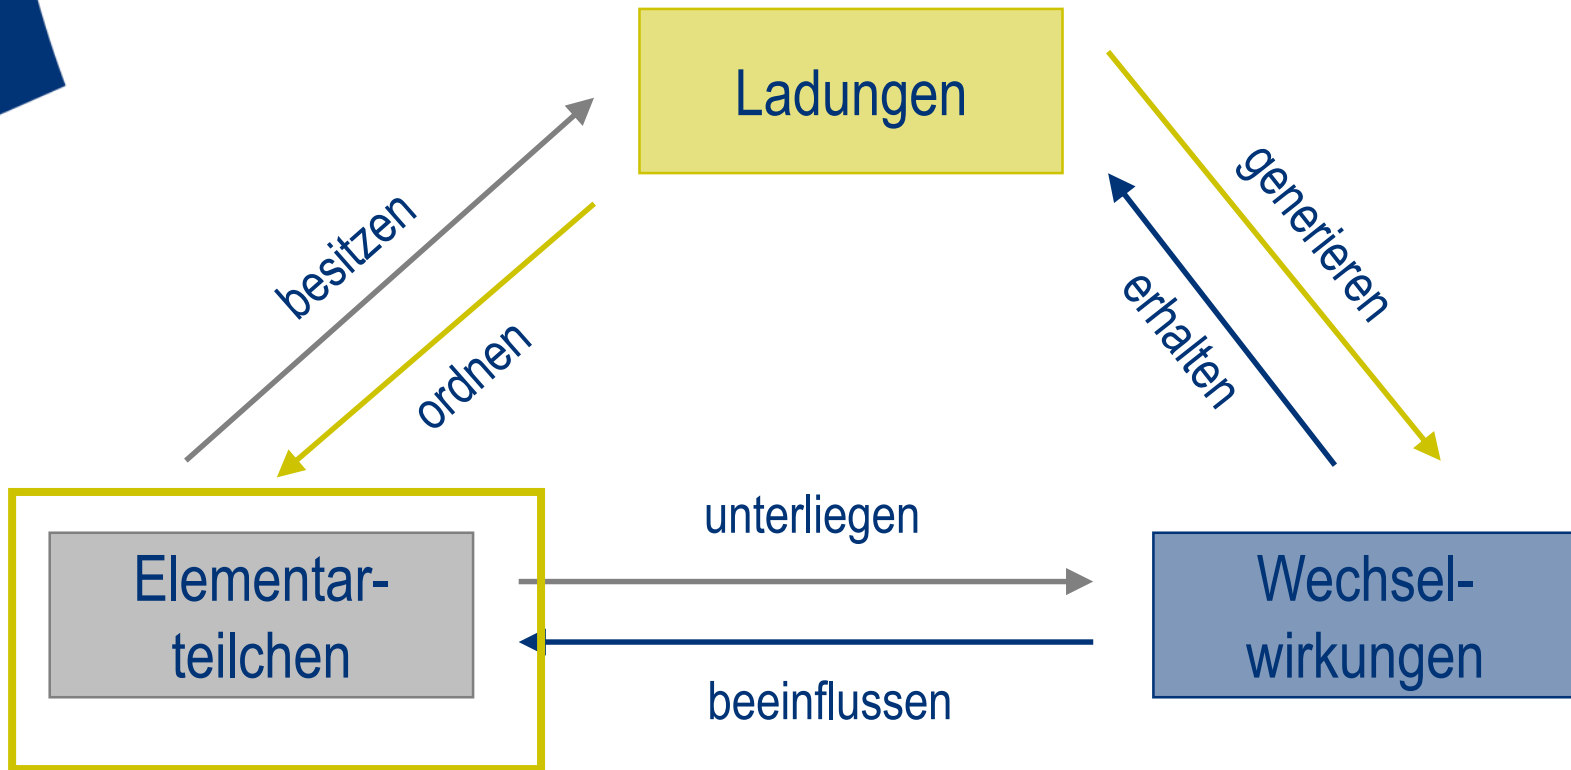 Ladungen
besitzen
ordnen
generieren
erhalten
unterliegen
Elementar-
teilchen
Wechsel-
wirkungen
beeinflussen